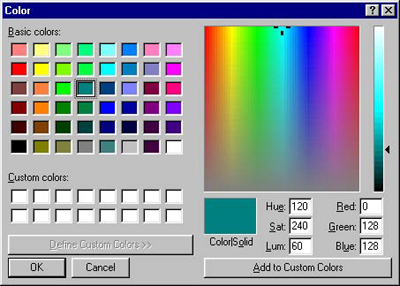 Color
Basic colors:
Custom colors:
Define Custom Colors >>
OK Cancel
Color|Solid
Hue: 120 Red: 0
Sat: 240 Green: 128
Lum: 60 Blue: 128
Add to Custom Colors